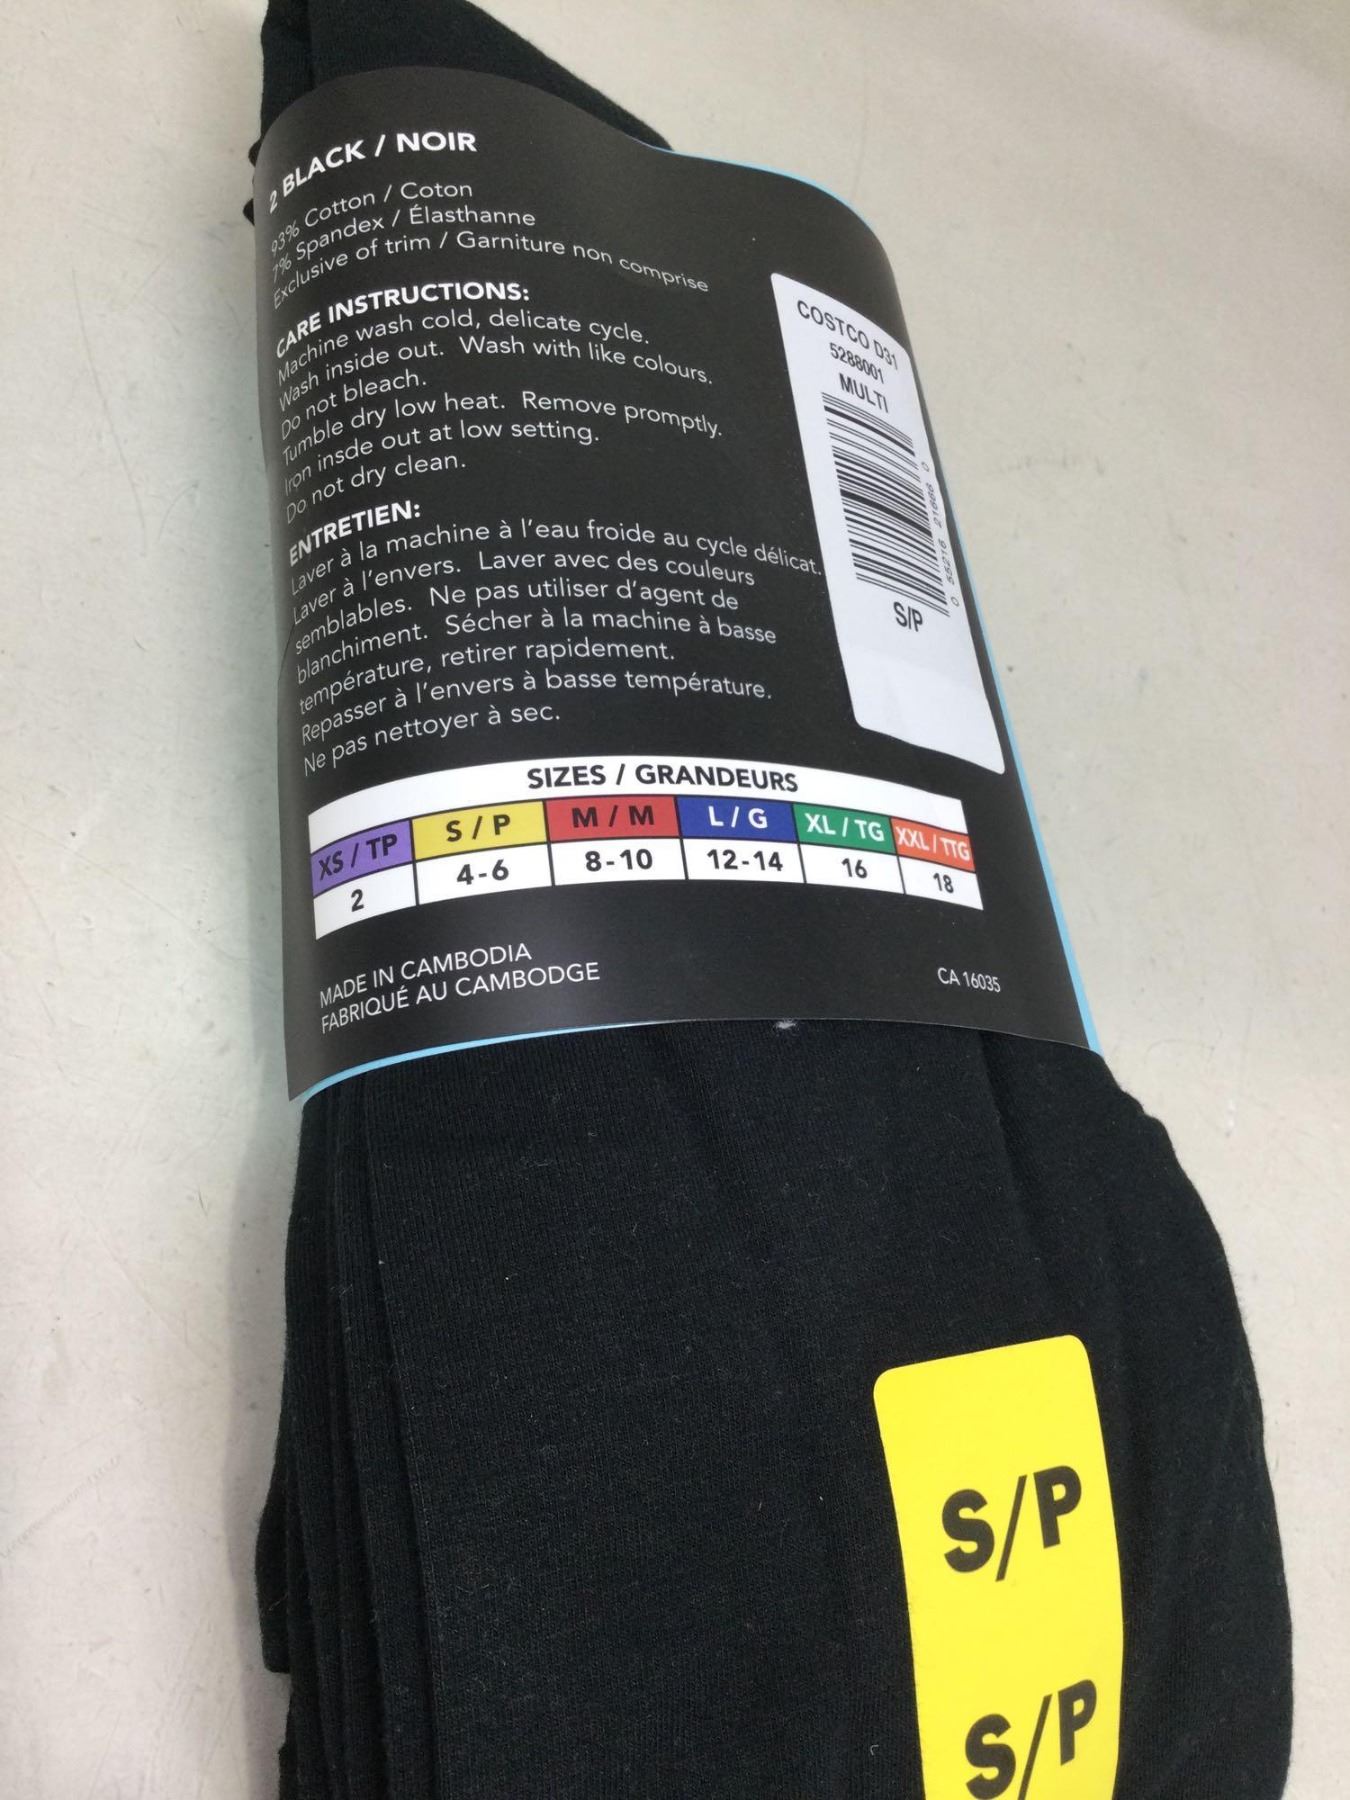 2 BLACK / NOIR
93% Cotton / Coton
7% Spandex / Élasthanne
Exclusive of trim / Garniture non comprise
CARE INSTRUCTIONS:
Machine wash cold, delicate cycle.
Wash inside out. Wash with like colours.
Do not bleach.
Tumble dry low heat. Remove promptly.
Iron insde out at low setting.
Do not dry clean.
ENTRETIEN:
Laver à la machine à l'eau froide au cycle délicat.
Laver à l'envers. Laver avec des couleurs
semblables. Ne pas utiliser d'agent de
blanchiment. Sécher à la machine à basse
température, retirer rapidement.
Repasser à l'envers à basse température.
Ne pas nettoyer à sec.
COSTCO D31
5288001
MULTI
S/P
SIZES / GRANDEURS
XS / TP S / P M / M L / G XL / TG XXL / TTG
2 4-6 8-10 12-14 16 18
MADE IN CAMBODIA
FABRIQUÉ AU CAMBODGE
CA 16035
S/P
S/P